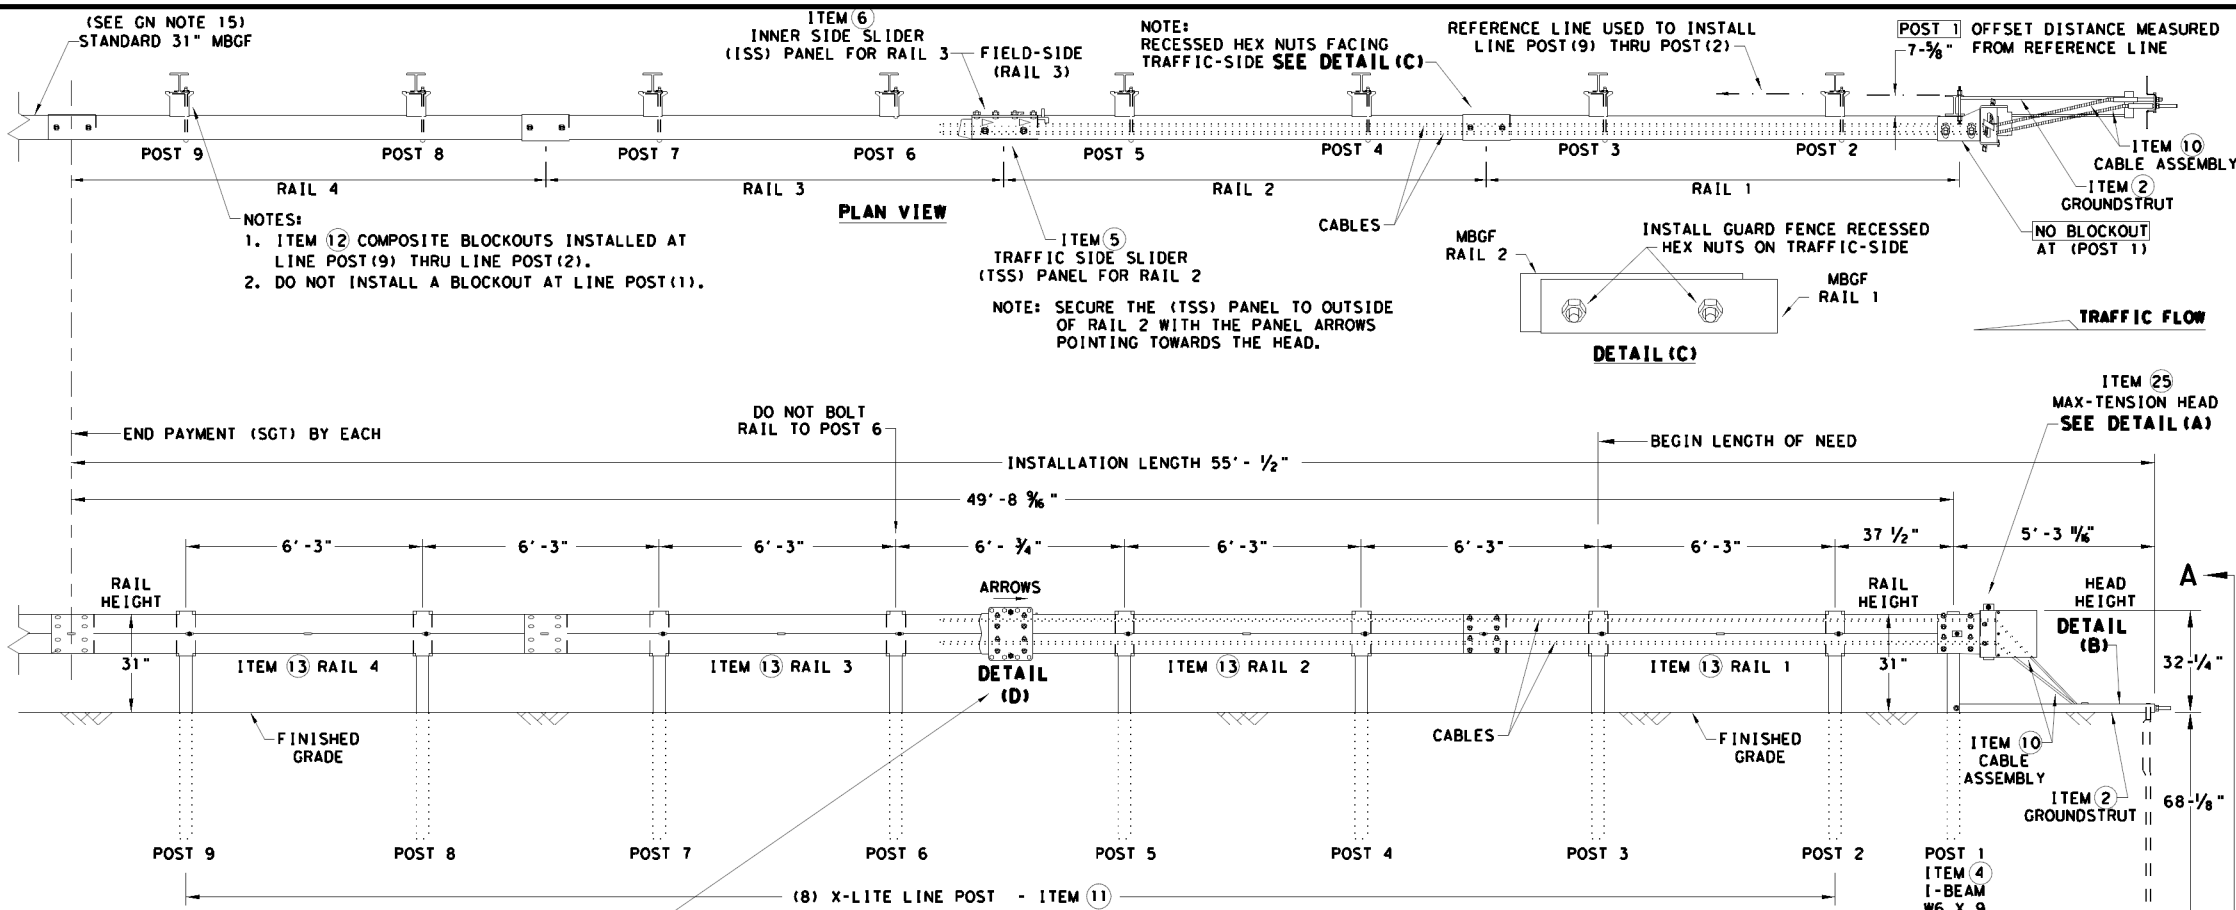 (SEE GN NOTE 15)
STANDARD 31" MBGF
ITEM 6
INNER SIDE SLIDER
(ISS) PANEL FOR RAIL 3
FIELD-SIDE
(RAIL 3)
NOTE:
RECESSED HEX NUTS FACING
TRAFFIC-SIDE SEE DETAIL(C)
REFERENCE LINE USED TO INSTALL
LINE POST(9) THRU POST(2)
POST 1 OFFSET DISTANCE MEASURED
7-5/8" FROM REFERENCE LINE
POST 9
POST 8
POST 7
POST 6
POST 5
POST 4
POST 3
POST 2
ITEM 10
CABLE ASSEMBLY
ITEM 2
GROUNDSTRUT
RAIL 4
RAIL 3
RAIL 2
RAIL 1
PLAN VIEW
CABLES
NO BLOCKOUT
AT (POST 1)
NOTES:
1. ITEM 12 COMPOSITE BLOCKOUTS INSTALLED AT
LINE POST(9) THRU LINE POST(2).
2. DO NOT INSTALL A BLOCKOUT AT LINE POST(1).
ITEM 5
TRAFFIC SIDE SLIDER
(TSS) PANEL FOR RAIL 2
NOTE: SECURE THE (TSS) PANEL TO OUTSIDE
OF RAIL 2 WITH THE PANEL ARROWS
POINTING TOWARDS THE HEAD.
MBGF
RAIL 2
INSTALL GUARD FENCE RECESSED
HEX NUTS ON TRAFFIC-SIDE
MBGF
RAIL 1
DETAIL(C)
TRAFFIC FLOW
ITEM 25
MAX-TENSION HEAD
SEE DETAIL(A)
DO NOT BOLT
RAIL TO POST 6
END PAYMENT (SGT) BY EACH
BEGIN LENGTH OF NEED
INSTALLATION LENGTH 55'-1/2"
49'-8 9/16"
6'-3"
6'-3"
6'-3"
6'-3/4"
6'-3"
6'-3"
6'-3"
37 1/2"
5'-3 11/16"
RAIL
HEIGHT
31"
ARROWS
RAIL
HEIGHT
31"
HEAD
HEIGHT
DETAIL
(B)
A
32-1/4"
ITEM 13 RAIL 4
ITEM 13 RAIL 3
DETAIL
(D)
ITEM 13 RAIL 2
ITEM 13 RAIL 1
FINISHED
GRADE
CABLES
FINISHED
GRADE
ITEM 10
CABLE
ASSEMBLY
ITEM 2
GROUNDSTRUT
68-1/8"
POST 9
POST 8
POST 7
POST 6
POST 5
POST 4
POST 3
POST 2
POST 1
ITEM 4
I-BEAM
W6 X 9
(8) X-LITE LINE POST - ITEM 11